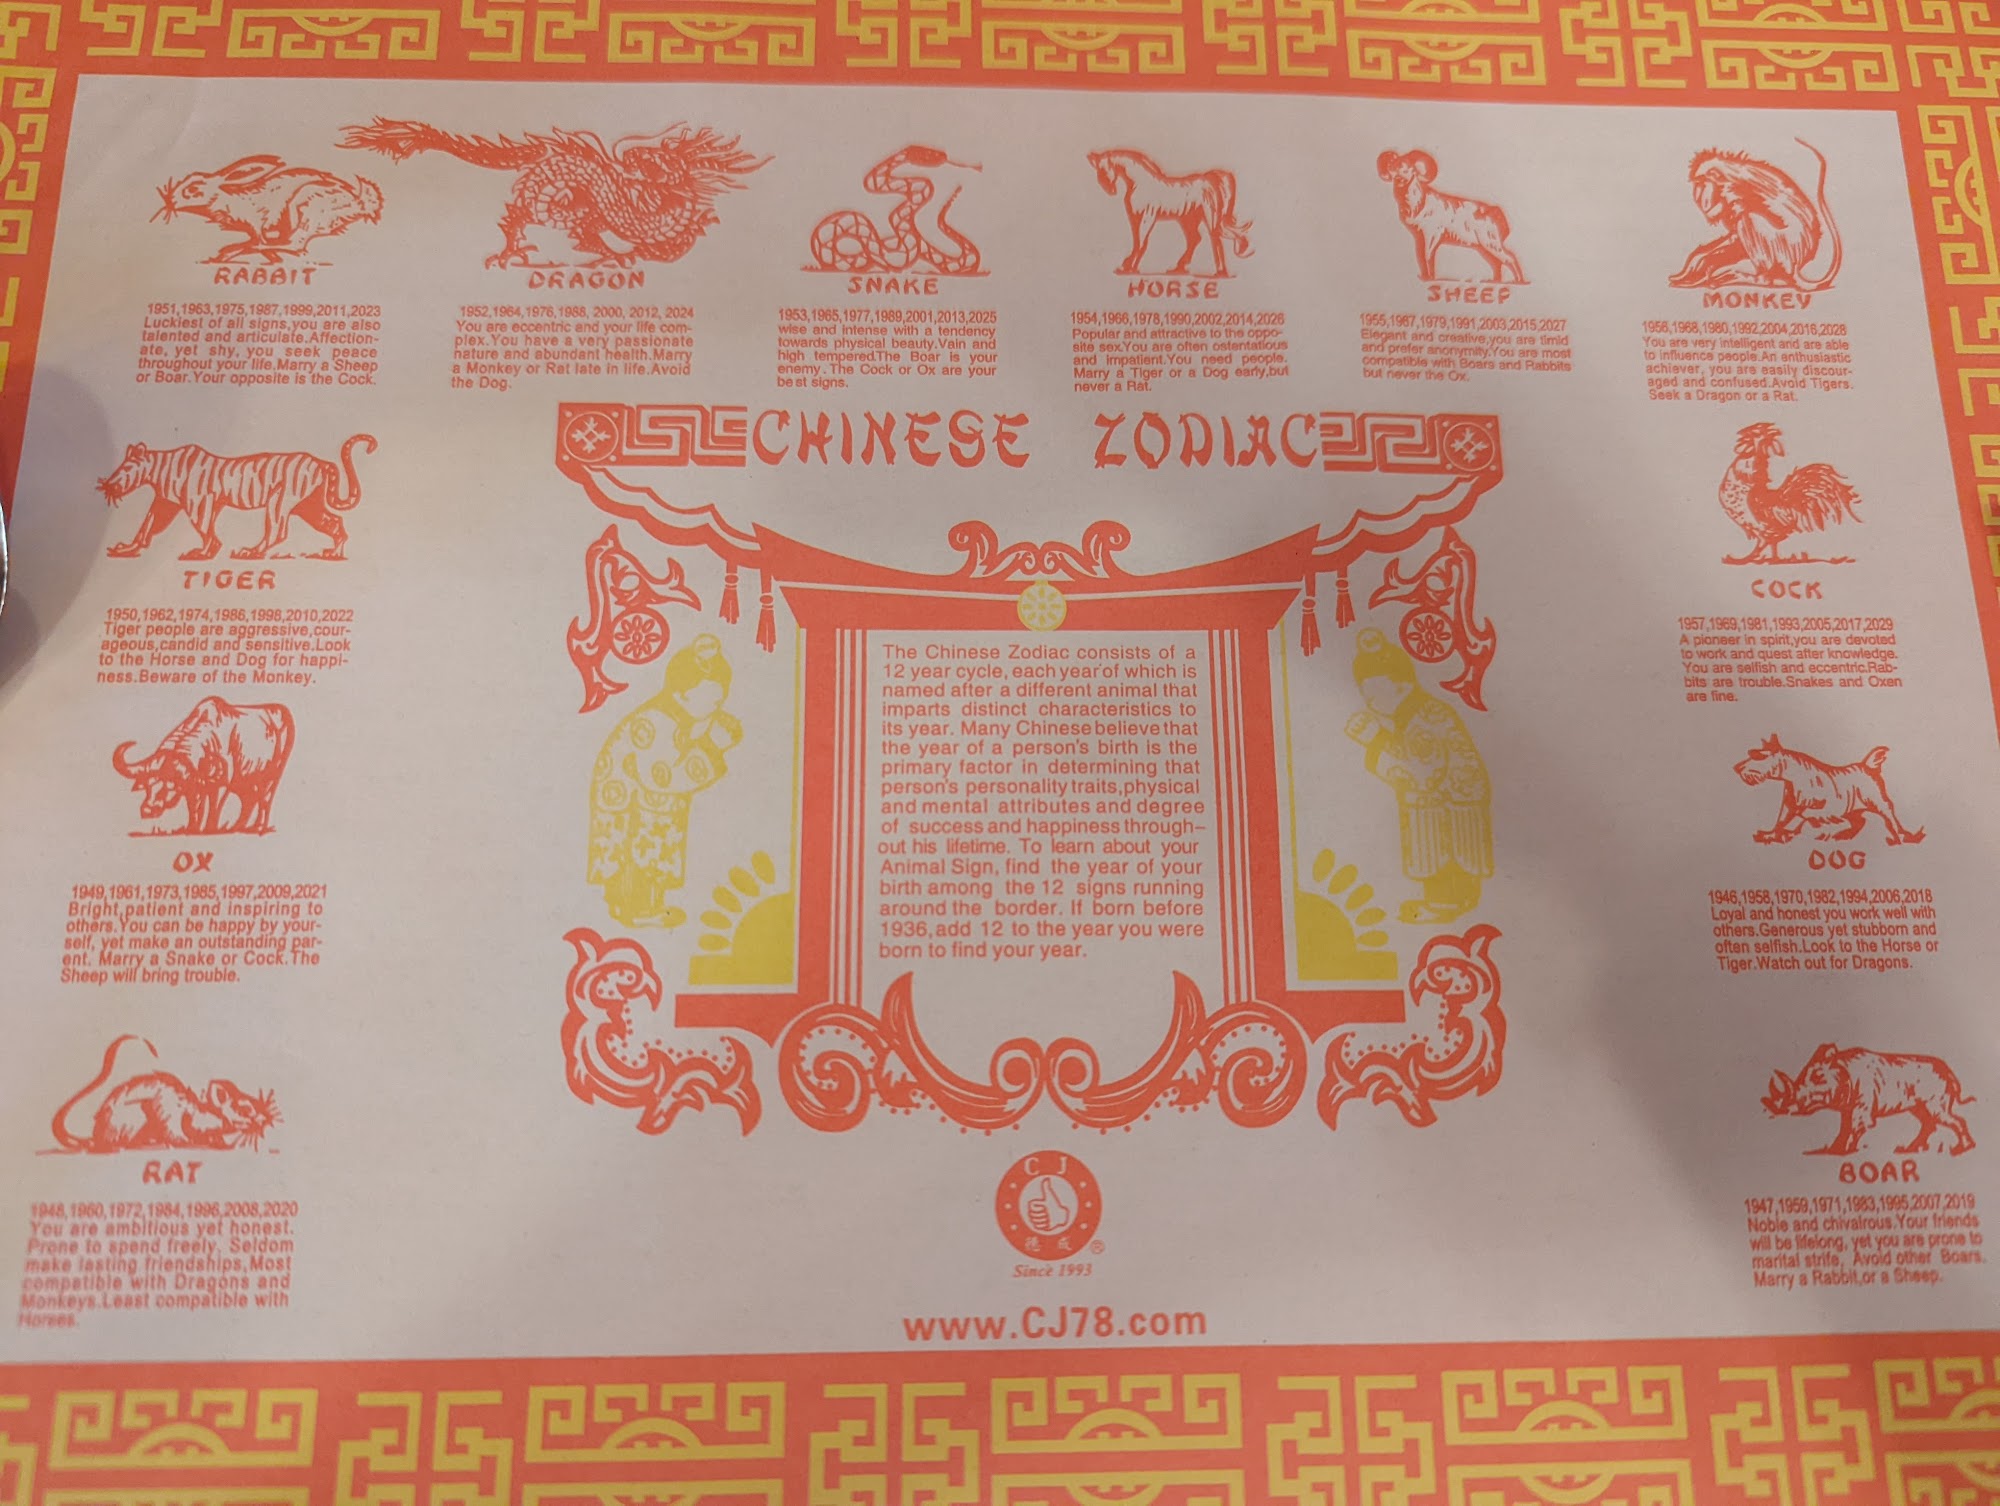 RABBIT
1951,1963,1975,1987,1999,2011,2023
Luckiest of all signs,you are also
talented and articulate.Affection-
ate, yet shy, you seek peace
throughout your life.Marry a Sheep
or Boar.Your opposite is the Cock.
DRAGON
1952,1964,1976,1988, 2000, 2012, 2024
You are eccentric and your life com-
plex.You have a very passionate
nature and abundant health.Marry
a Monkey or Rat late in life.Avoid
the Dog.
SNAKE
1953,1965,1977,1989,2001,2013,2025
wise and intense with a tendency
towards physical beauty.Vain and
high tempered.The Boar is your
enemy. The Cock or Ox are your
best signs.
HORSE
1954,1966,1978,1990,2002,2014,2026
Popular and attractive to the oppo-
site sex.You are often ostentatious
and impatient.You need people.
Marry a Tiger or a Dog early,but
never a Rat.
SHEEP
1955,1967,1979,1991,2003,2015,2027
Elegant and creative,you are timid
and prefer anonymity.You are most
compatible with Boars and Rabbits
but never the Ox.
MONKEY
1956,1968,1980,1992,2004,2016,2028
You are very intelligent and are able
to influence people.An enthusiastic
achiever, you are easily discour-
aged and confused.Avoid Tigers.
Seek a Dragon or a Rat.
CHINESE ZODIAC
TIGER
1950,1962,1974,1986,1998,2010,2022
Tiger people are aggressive,cour-
ageous,candid and sensitive.Look
to the Horse and Dog for happi-
ness.Beware of the Monkey.
COCK
1957,1969,1981,1993,2005,2017,2029
A pioneer in spirit,you are devoted
to work and quest after knowledge.
You are selfish and eccentric.Rab-
bits are trouble.Snakes and Oxen
are fine.
The Chinese Zodiac consists of a
12 year cycle, each year of which is
named after a different animal that
imparts distinct characteristics to
its year. Many Chinese believe that
the year of a person's birth is the
primary factor in determining that
person's personality traits,physical
and mental attributes and degree
of success and happiness through-
out his lifetime. To learn about your
Animal Sign, find the year of your
birth among the 12 signs running
around the border. If born before
1936,add 12 to the year you were
born to find your year.
OX
1949,1961,1973,1985,1997,2009,2021
Bright,patient and inspiring to
others.You can be happy by your-
self, yet make an outstanding par-
ent. Marry a Snake or Cock.The
Sheep will bring trouble.
DOG
1946,1958,1970,1982,1994,2006,2018
Loyal and honest you work well with
others.Generous yet stubborn and
often selfish.Look to the Horse or
Tiger.Watch out for Dragons.
RAT
1948,1960,1972,1984,1996,2008,2020
You are ambitious yet honest.
Prone to spend freely. Seldom
make lasting friendships,Most
compatible with Dragons and
Monkeys.Least compatible with
Horses.
BOAR
1947,1959,1971,1983,1995,2007,2019
Noble and chivalrous.Your friends
will be lifelong, yet you are prone to
marital strife, Avoid other Boars.
Marry a Rabbit,or a Sheep.
CJ
德成
®
Since 1993
www.CJ78.com